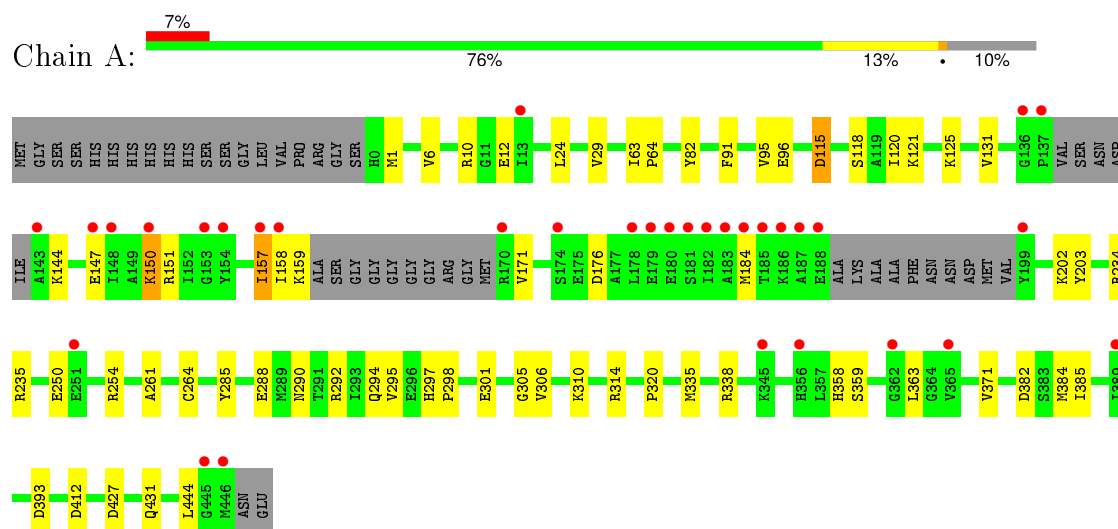 Chain A:
7%
76% 13% • 10%
MET GLY SER SER HIS HIS HIS HIS HIS HIS HIS SER SER GLY LEU VAL PRO ARG GLY SER H0 M1 V6 R10 G11 E12 I13 L24 V29 I63 P64 Y82 F91 V95 E96 D115 S118 A119 I120 K121 K125 V131 G136 P137 VAL SER ASN ASP
ILE A143 K144 E147 I148 A149 K150 R151 I152 G153 Y154 I157 I158 K159 ALA SER GLY GLY GLY GLY GLY ARG GLY MET R170 V171 S174 E175 D176 A177 L178 E179 E180 S181 I182 A183 M184 T185 K186 A187 E188 ALA LYS ALA ALA PHE ASN ASN ASP MET VAL Y199 K202 Y203
R235 E250 E251 R254 A261 C264 Y285 E288 M289 N290 T291 R292 I293 Q294 V295 E296 H297 P298 E301 G305 V306 K310 R314 P320 M335 R338 K345 H356 L357 H358 S359 G362 L363 G364 V365 V371 D382 S383 M384 I385
D393 D412 D427 Q431 L444 G445 M446 ASN GLU